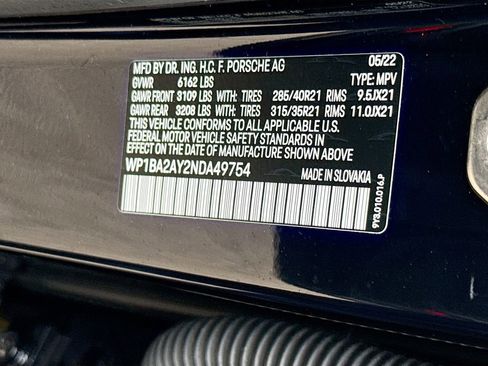 MFD BY DR. ING. H.C. F. PORSCHE AG 05/22
GVWR 6162 LBS TYPE: MPV
GAWR FRONT 3109 LBS WITH: TIRES 285/40R21 RIMS 9.5JX21
GAWR REAR 3208 LBS WITH: TIRES 315/35R21 RIMS 11.0JX21
THIS VEHICLE CONFORMS TO ALL APPLICABLE U.S.
FEDERAL MOTOR VEHICLE SAFETY STANDARDS IN
EFFECT ON THE DATE OF MANUFACTURE SHOWN ABOVE
WP1BA2AY2NDA49754 MADE IN SLOVAKIA
9Y3.010.016.P